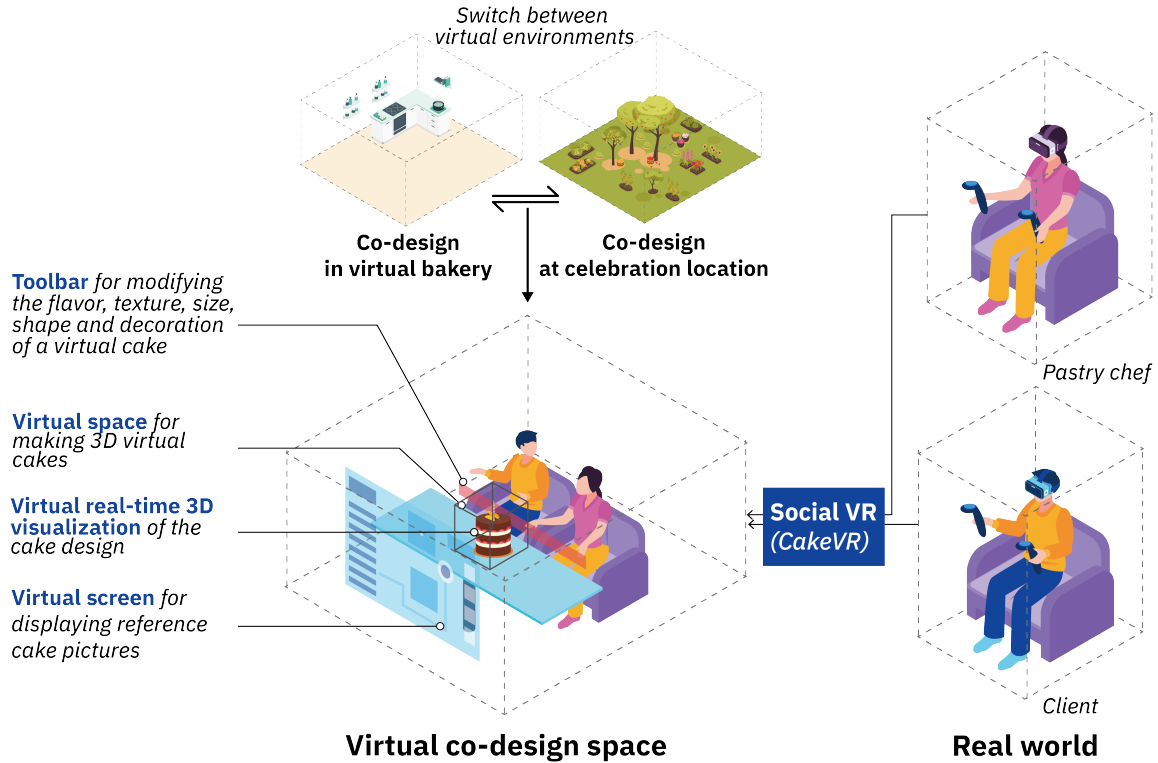 Switch between
virtual environments
Co-design
in virtual bakery
Co-design
at celebration location
Toolbar for modifying
the flavor, texture, size,
shape and decoration
of a virtual cake
Virtual space for
making 3D virtual
cakes
Virtual real-time 3D
visualization of the
cake design
Virtual screen for
displaying reference
cake pictures
Social VR
(CakeVR)
Pastry chef
Client
Virtual co-design space
Real world